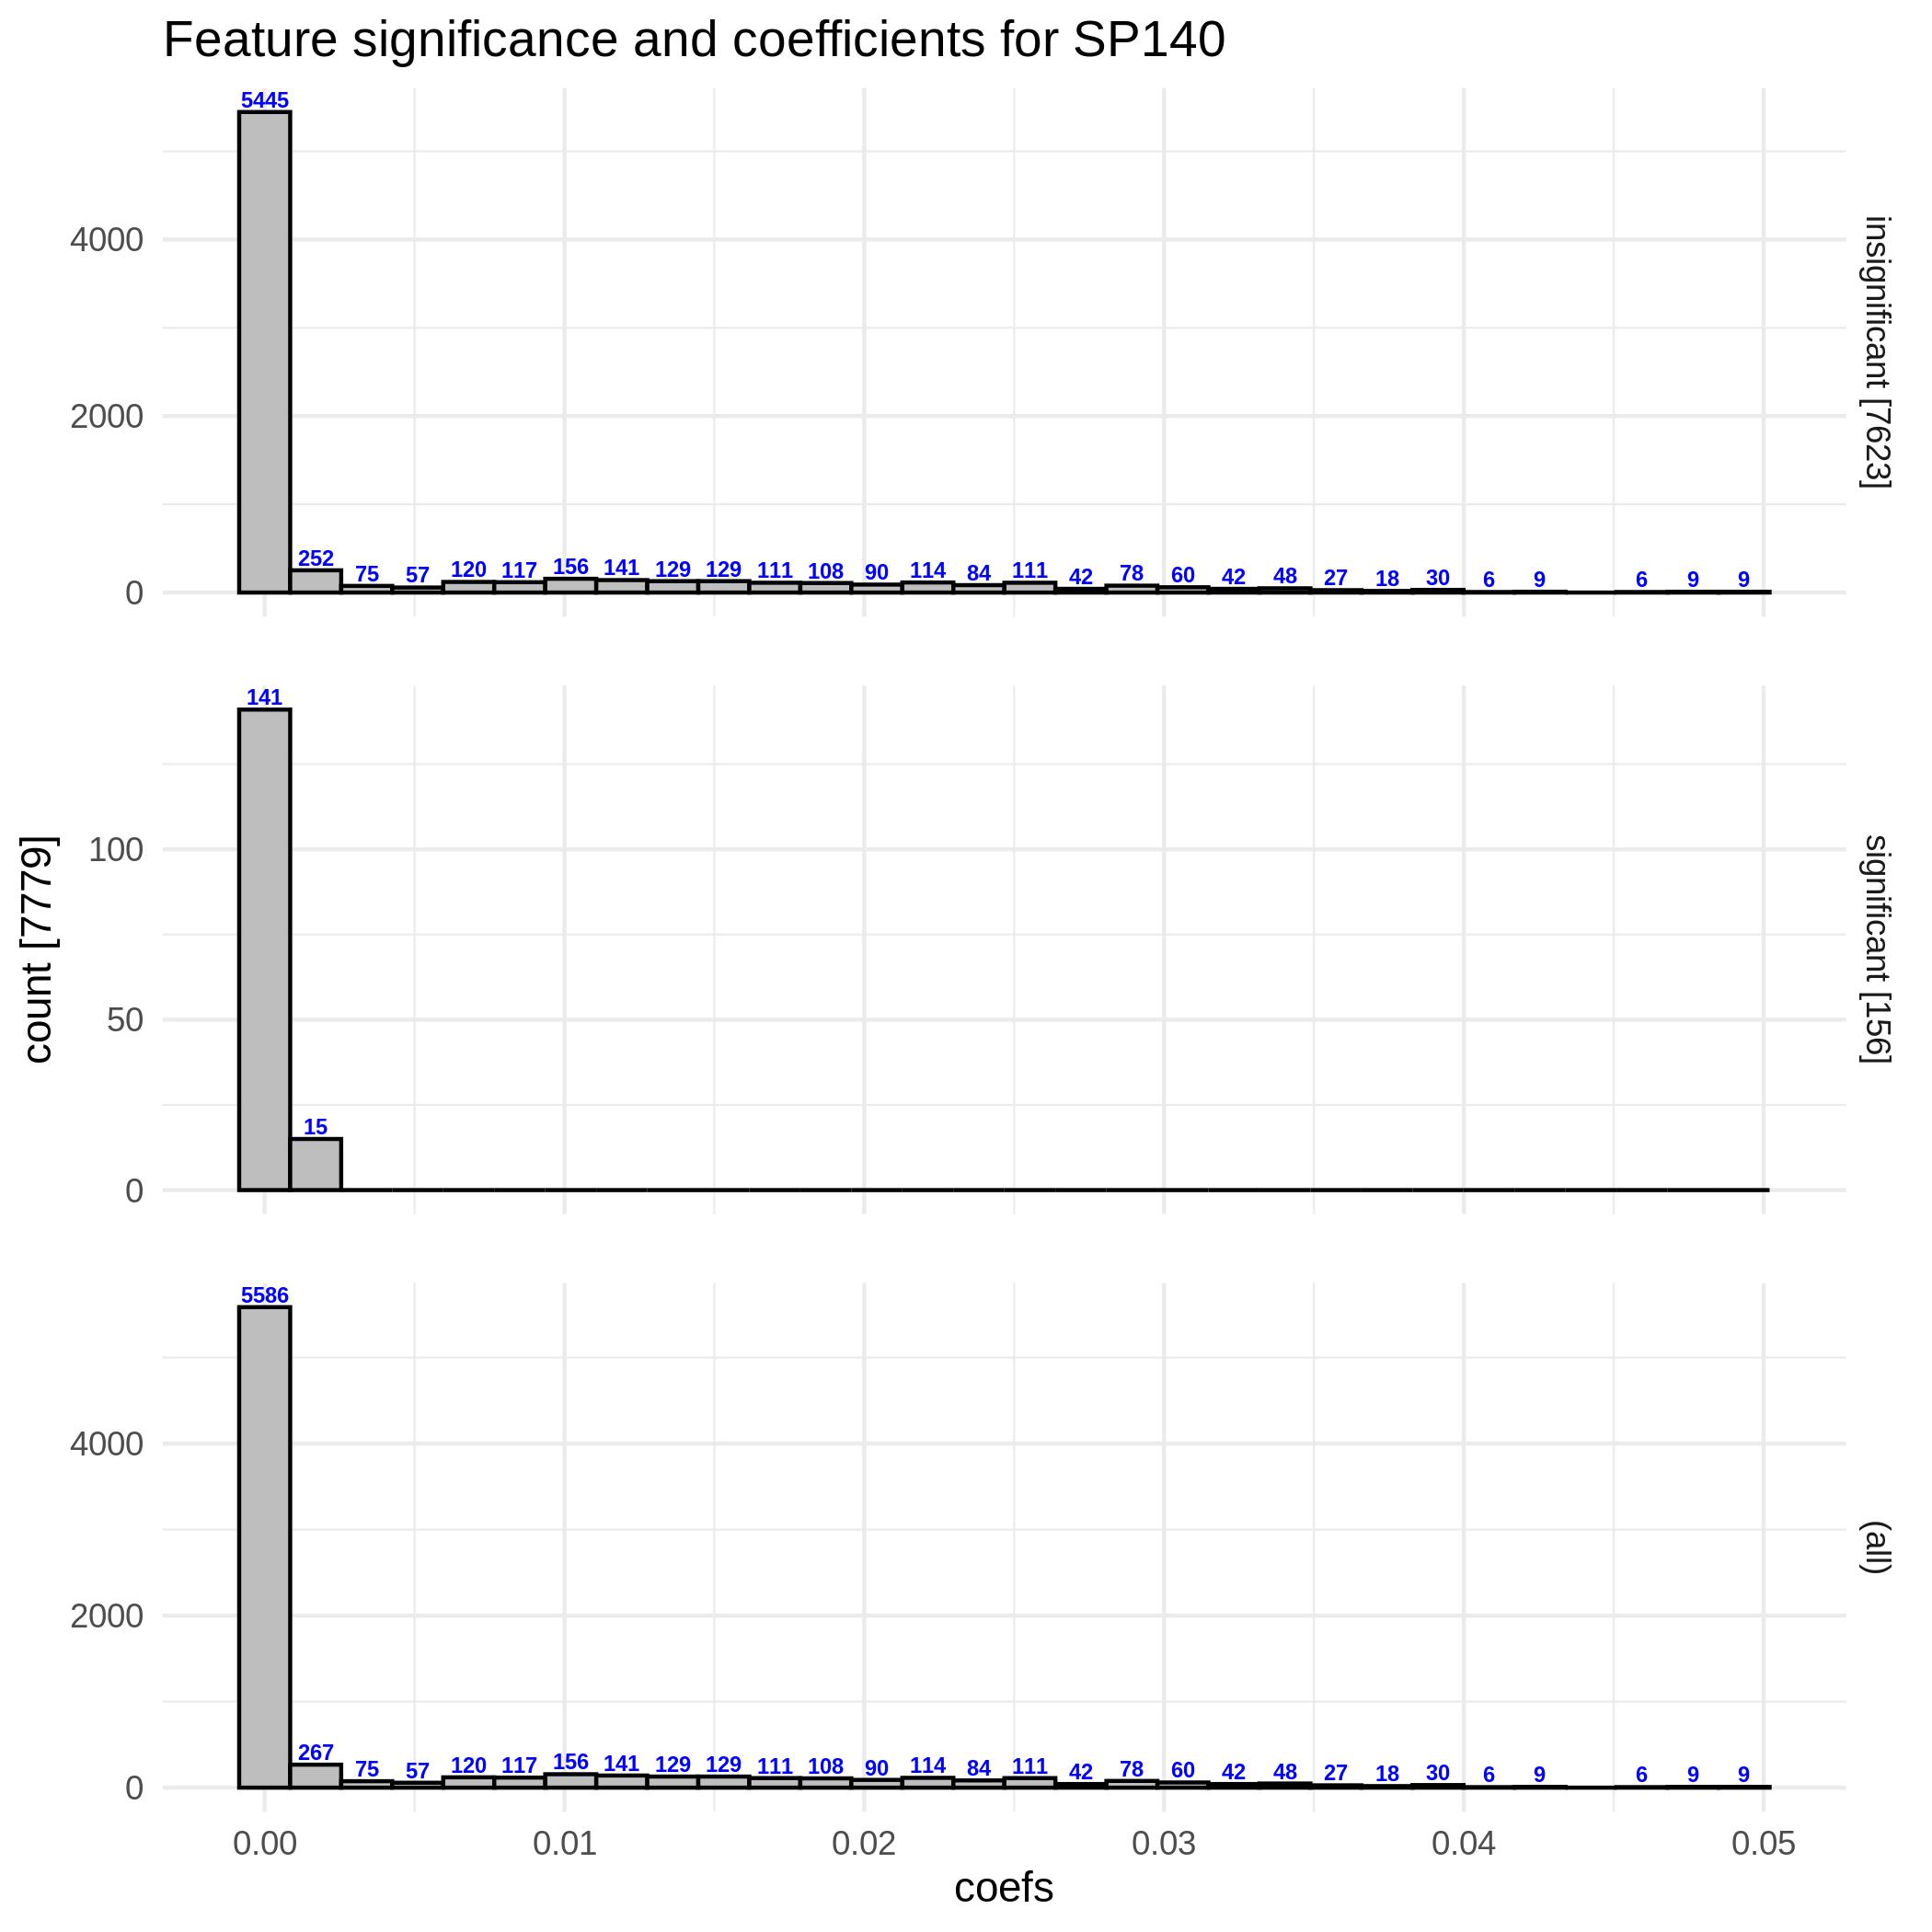 Feature significance and coefficients for SP140
5445
252 75 57 120 117 156 141 129 129 111 108 90 114 84 111 42 78 60 42 48 27 18 30 6 9 6 9 9
4000
2000
0
insignificant [7623]
141
15
100
50
0
significant [156]
count [7779]
5586
267 75 57 120 117 156 141 129 129 111 108 90 114 84 111 42 78 60 42 48 27 18 30 6 9 6 9 9
4000
2000
0
(all)
0.00 0.01 0.02 0.03 0.04 0.05
coefs